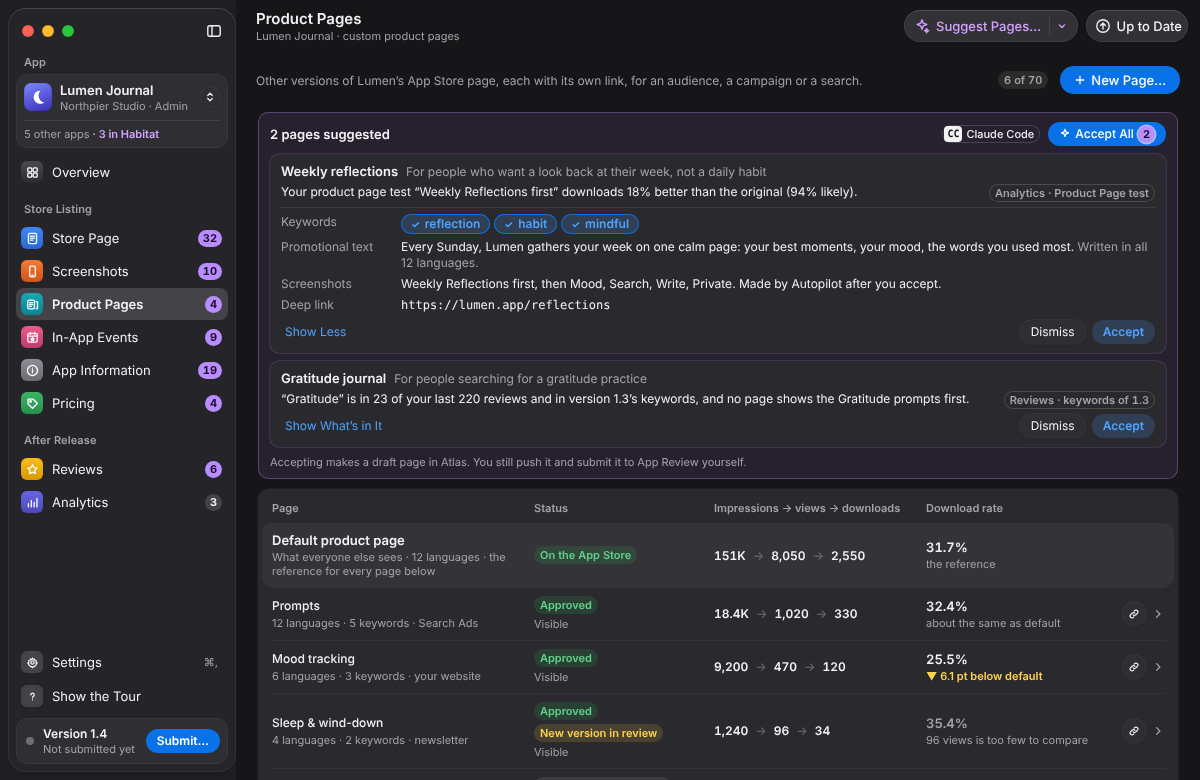 App
Lumen Journal
Northpier Studio · Admin
5 other apps · 3 in Habitat
Overview
Store Listing
Store Page 32
Screenshots 10
Product Pages 4
In-App Events 9
App Information 19
Pricing 4
After Release
Reviews 6
Analytics 3
Settings ⌘,
? Show the Tour
Version 1.4
Not submitted yet
Submit...
Product Pages
Lumen Journal · custom product pages
Suggest Pages...
Up to Date
Other versions of Lumen’s App Store page, each with its own link, for an audience, a campaign or a search.
6 of 70
+ New Page...
2 pages suggested
CC Claude Code
Accept All 2
Weekly reflections For people who want a look back at their week, not a daily habit
Your product page test “Weekly Reflections first” downloads 18% better than the original (94% likely).
Analytics · Product Page test
Keywords ✓ reflection ✓ habit ✓ mindful
Promotional text Every Sunday, Lumen gathers your week on one calm page: your best moments, your mood, the words you used most. Written in all
12 languages.
Screenshots Weekly Reflections first, then Mood, Search, Write, Private. Made by Autopilot after you accept.
Deep link https://lumen.app/reflections
Show Less Dismiss Accept
Gratitude journal For people searching for a gratitude practice
“Gratitude” is in 23 of your last 220 reviews and in version 1.3’s keywords, and no page shows the Gratitude prompts first.
Reviews · keywords of 1.3
Show What’s in It Dismiss Accept
Accepting makes a draft page in Atlas. You still push it and submit it to App Review yourself.
Page Status Impressions → views → downloads Download rate
Default product page
What everyone else sees · 12 languages · the
reference for every page below
On the App Store
151K → 8,050 → 2,550
31.7%
the reference
Prompts
12 languages · 5 keywords · Search Ads
Approved
Visible
18.4K → 1,020 → 330
32.4%
about the same as default
Mood tracking
6 languages · 3 keywords · your website
Approved
Visible
9,200 → 470 → 120
25.5%
▼ 6.1 pt below default
Sleep & wind-down
4 languages · 2 keywords · newsletter
Approved
New version in review
Visible
1,240 → 96 → 34
35.4%
96 views is too few to compare